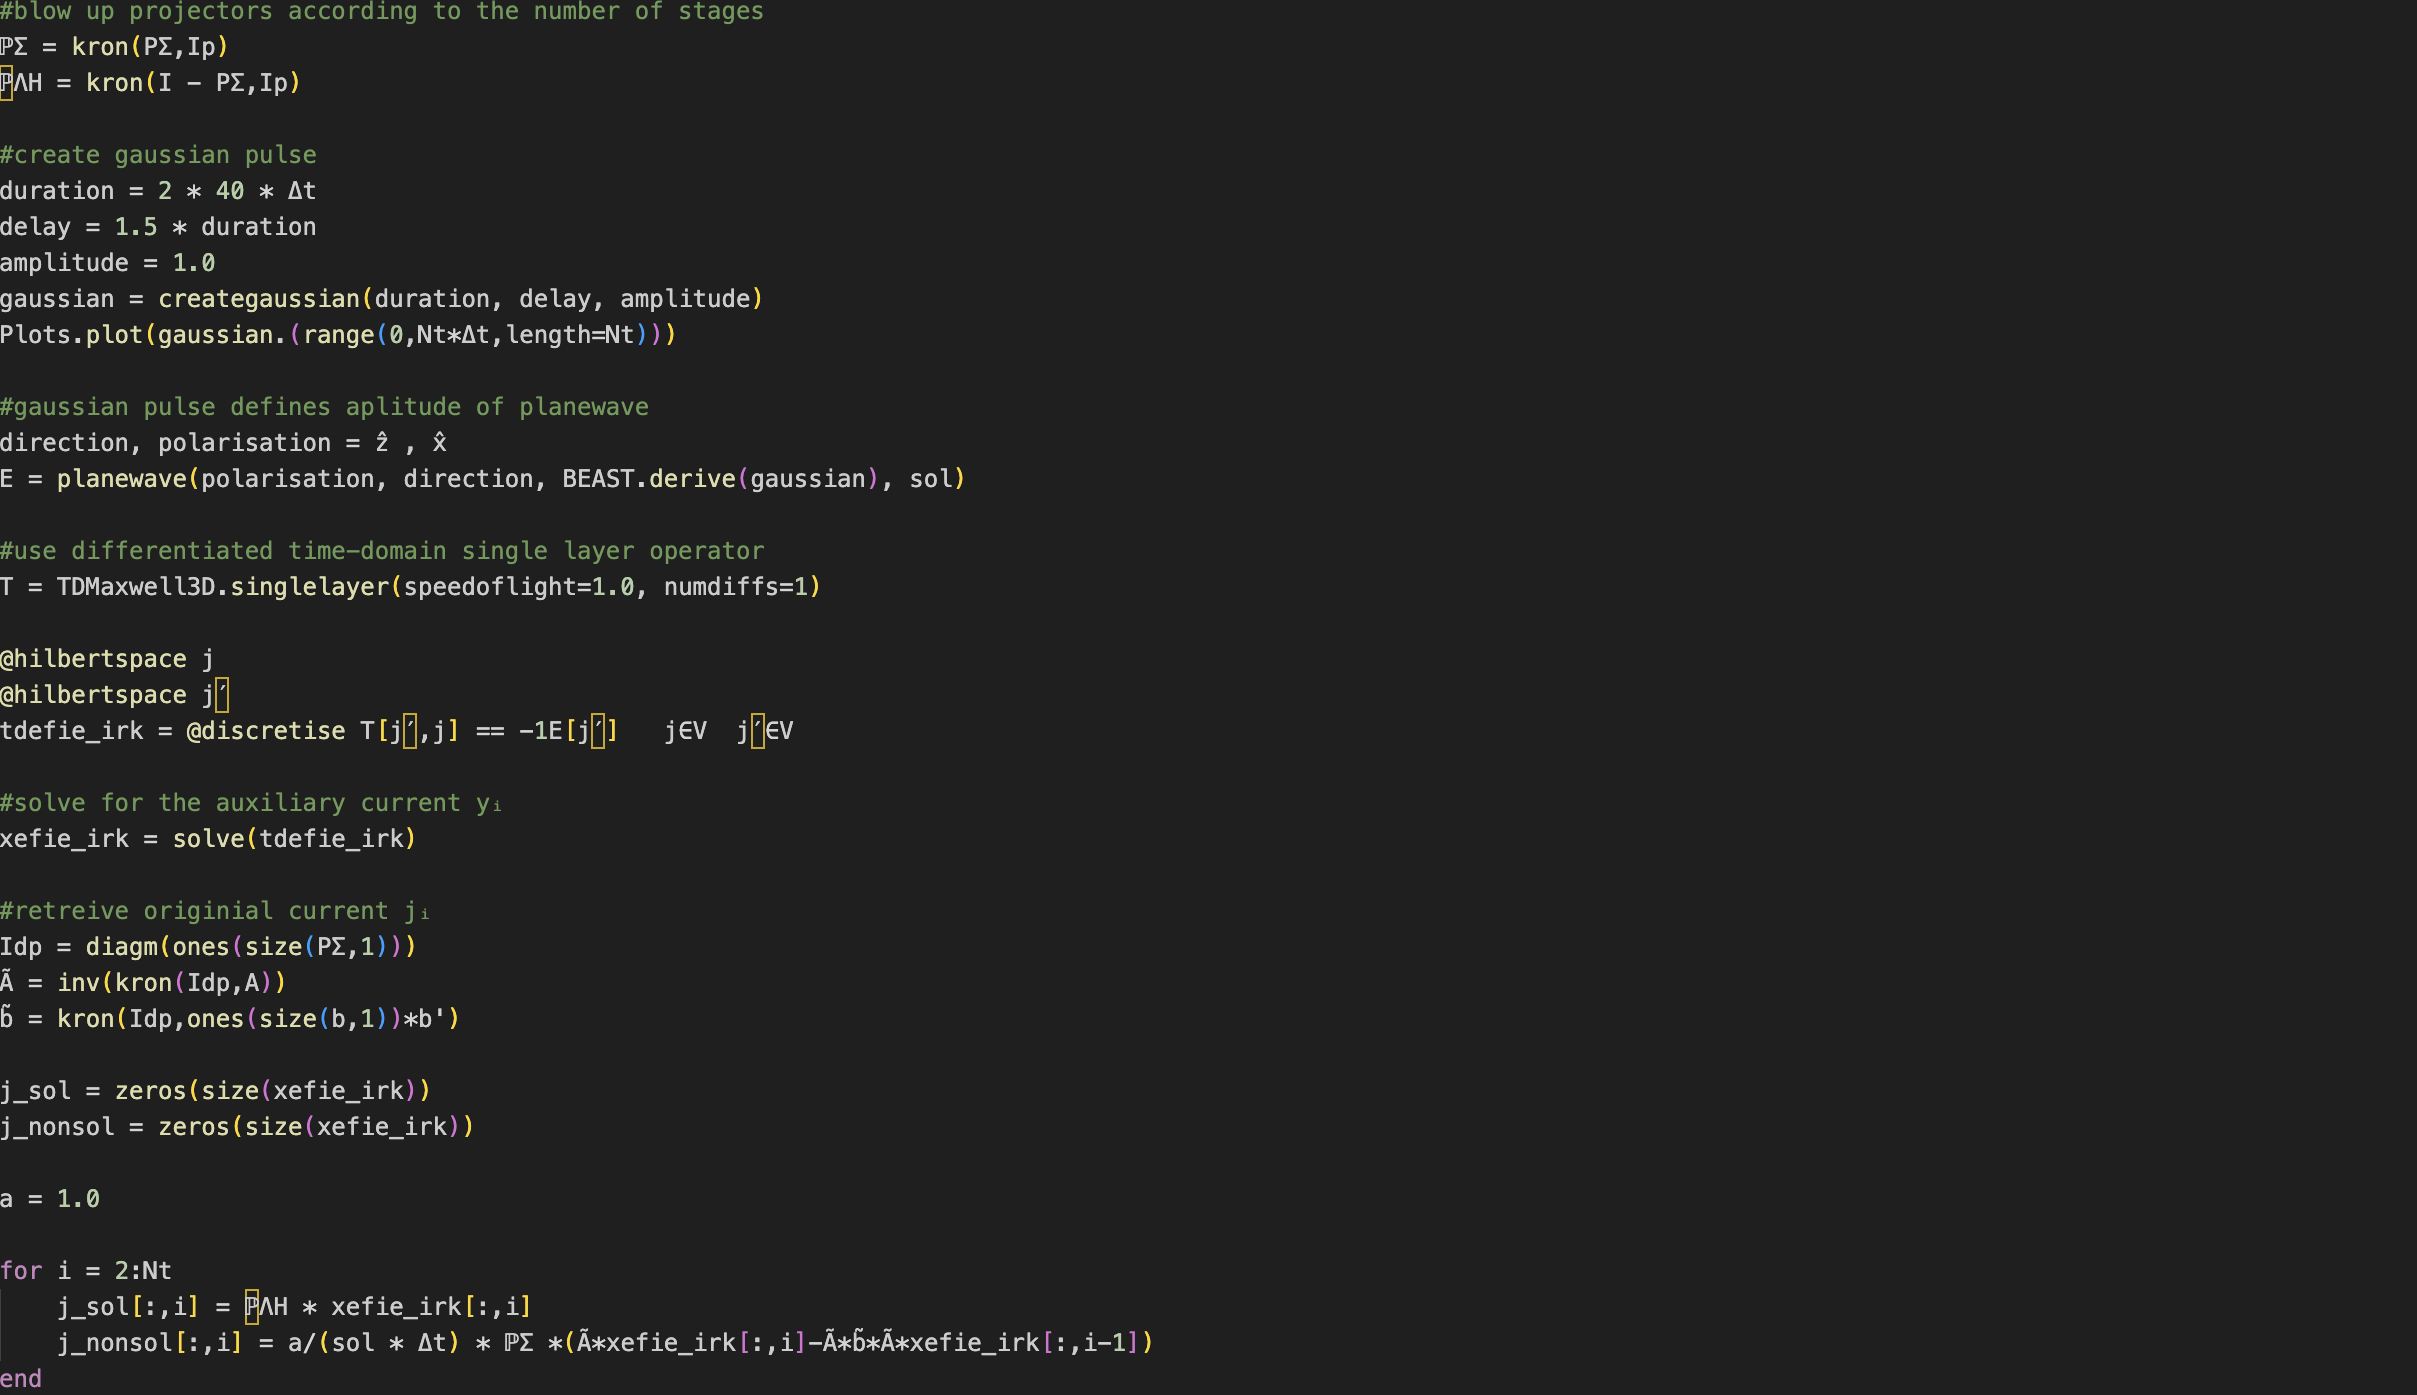 #blow up projectors according to the number of stages
ℙΣ = kron(PΣ,Ip)
ℙΛH = kron(I - PΣ,Ip)
#create gaussian pulse
duration = 2 * 40 * Δt
delay = 1.5 * duration
amplitude = 1.0
gaussian = creategaussian(duration, delay, amplitude)
Plots.plot(gaussian.(range(0,Nt*Δt,length=Nt)))
#gaussian pulse defines aplitude of planewave
direction, polarisation = ẑ , x̂
E = planewave(polarisation, direction, BEAST.derive(gaussian), sol)
#use differentiated time-domain single layer operator
T = TDMaxwell3D.singlelayer(speedoflight=1.0, numdiffs=1)
@hilbertspace j
@hilbertspace j′
tdefie_irk = @discretise T[j′,j] == -1E[j′]   j∈V  j′∈V
#solve for the auxiliary current yᵢ
xefie_irk = solve(tdefie_irk)
#retreive originial current jᵢ
Idp = diagm(ones(size(PΣ,1)))
Ã = inv(kron(Idp,A))
b̃ = kron(Idp,ones(size(b,1))*b')
j_sol = zeros(size(xefie_irk))
j_nonsol = zeros(size(xefie_irk))
a = 1.0
for i = 2:Nt
    j_sol[:,i] = ℙΛH * xefie_irk[:,i]
    j_nonsol[:,i] = a/(sol * Δt) * ℙΣ *(Ã*xefie_irk[:,i]-Ã*b̃*Ã*xefie_irk[:,i-1])
end